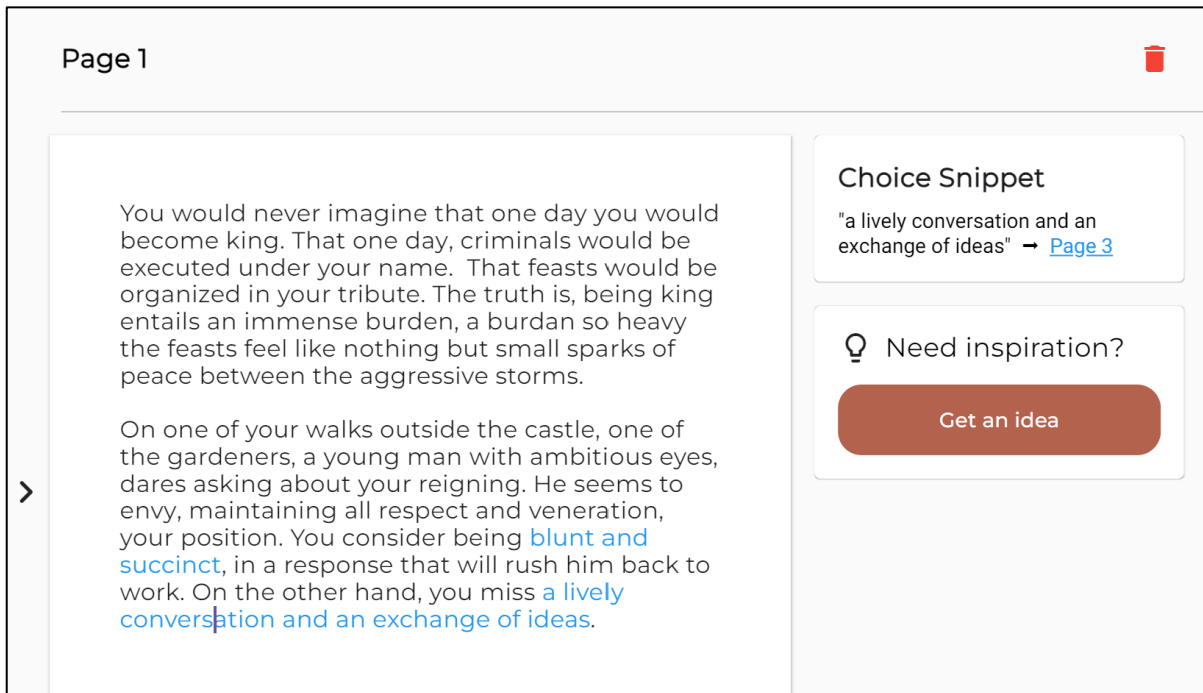 Page 1
You would never imagine that one day you would
become king. That one day, criminals would be
executed under your name.  That feasts would be
organized in your tribute. The truth is, being king
entails an immense burden, a burdan so heavy
the feasts feel like nothing but small sparks of
peace between the aggressive storms.
On one of your walks outside the castle, one of
the gardeners, a young man with ambitious eyes,
dares asking about your reigning. He seems to
envy, maintaining all respect and veneration,
your position. You consider being blunt and
succinct, in a response that will rush him back to
work. On the other hand, you miss a lively
conversation and an exchange of ideas.
Choice Snippet
"a lively conversation and an
exchange of ideas" → Page 3
Need inspiration?
Get an idea